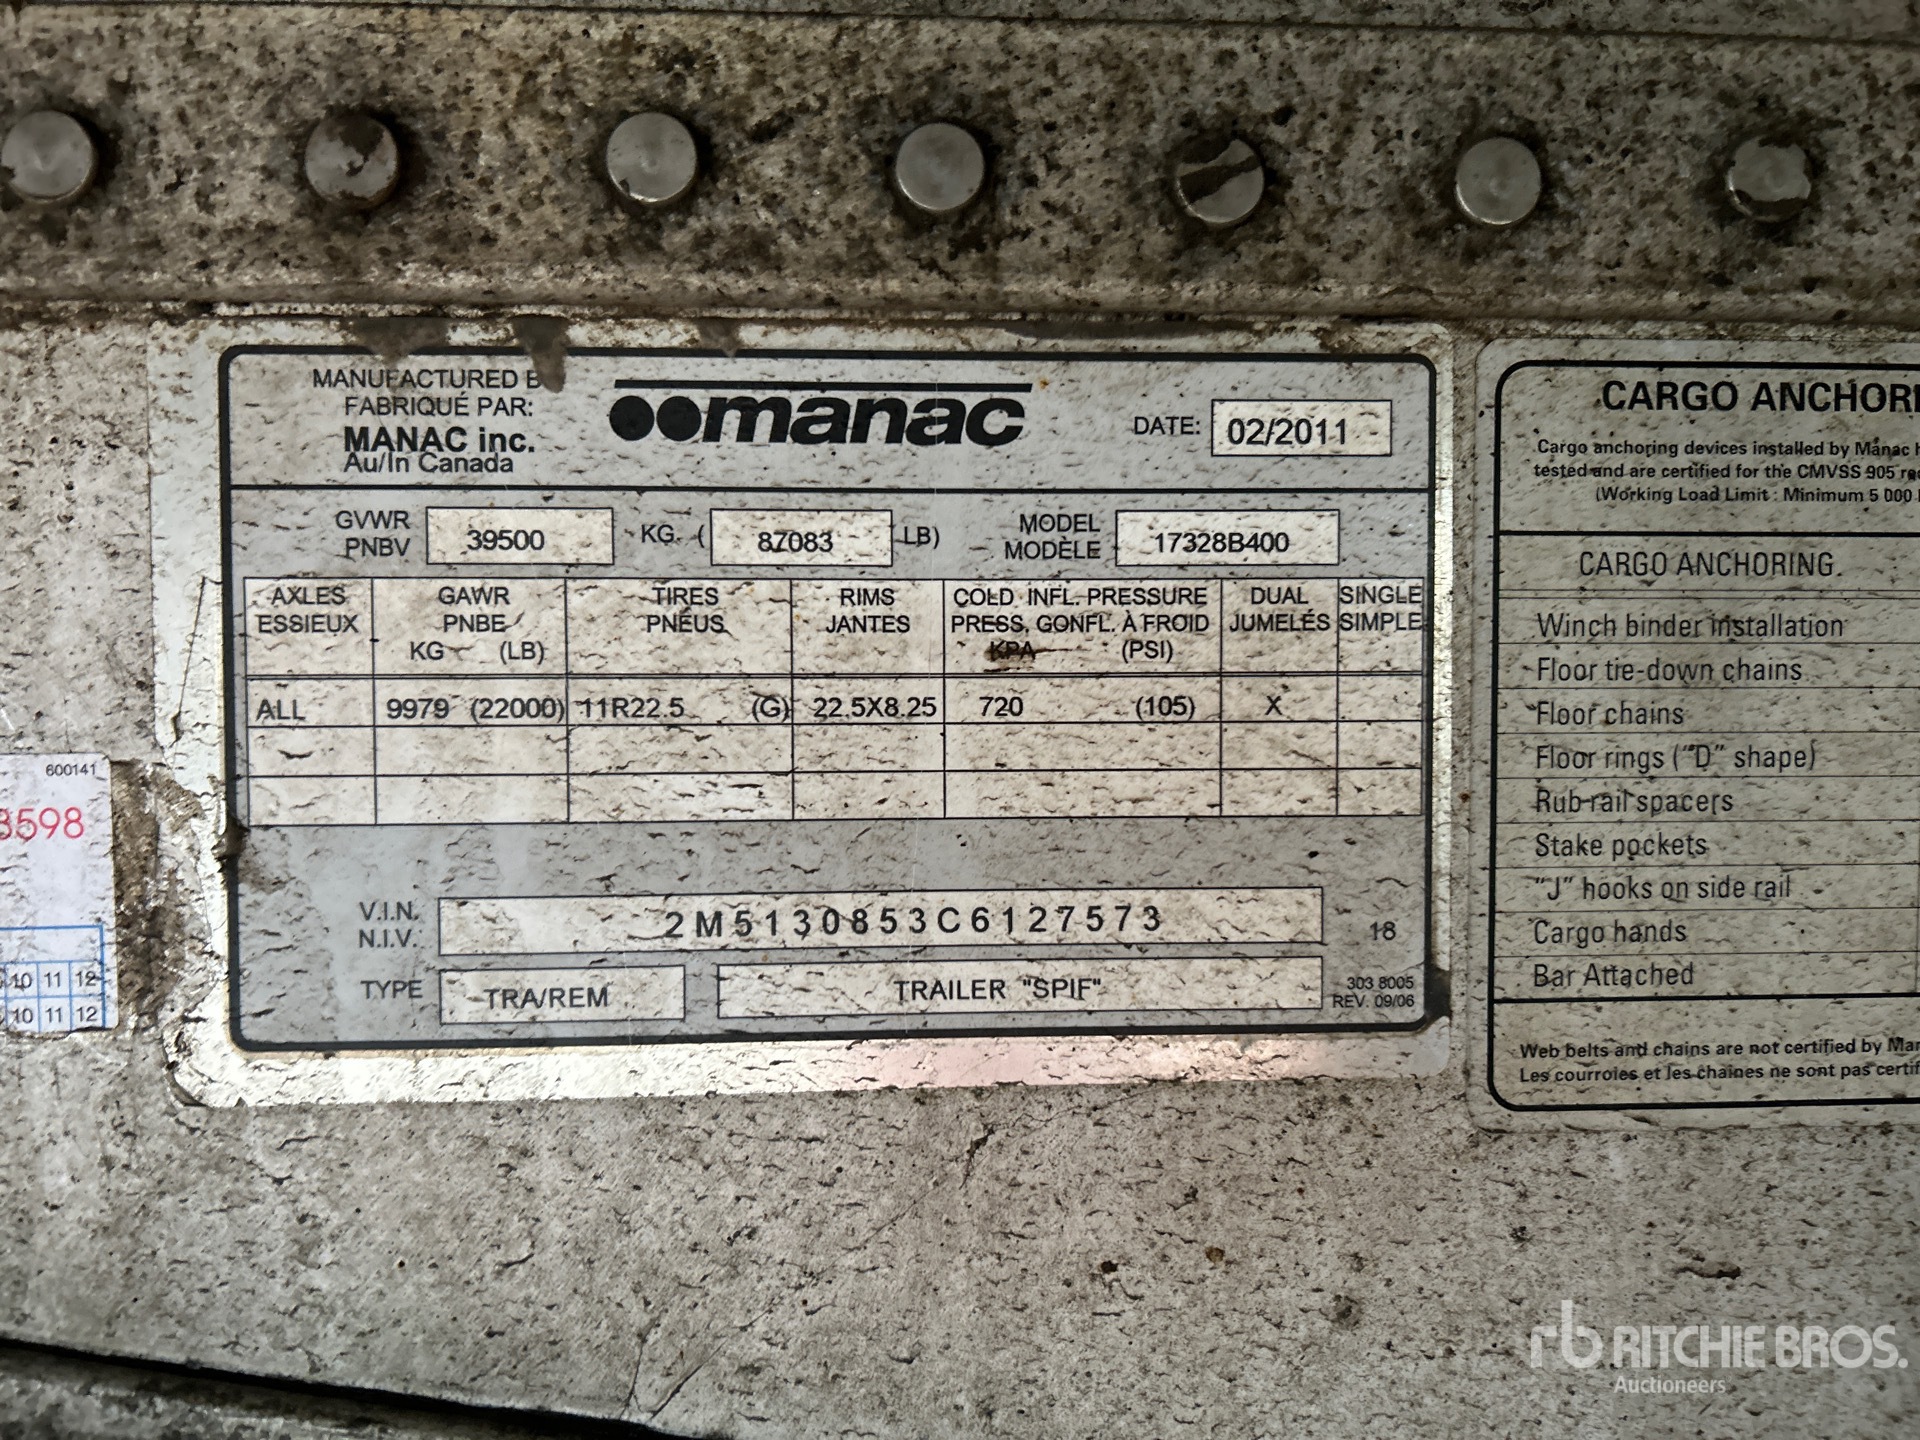 MANUFACTURED B
FABRIQUÉ PAR:
MANAC inc.
Au/In Canada
manac
DATE: 02/2011
GVWR
PNBV
39500 KG. ( 87083 LB)
MODEL
MODÈLE
17328B400
AXLES
ESSIEUX
GAWR
PNBE
KG (LB)
TIRES
PNEUS
RIMS
JANTES
COLD INFL. PRESSURE
PRESS. GONFL. À FROID
KPA (PSI)
DUAL
JUMELÉS
SINGLE
SIMPLE
ALL 9979 (22000) 11R22.5 (G) 22.5X8.25 720 (105) X
V.I.N.
N.I.V.
2M5130853C6127573
18
TYPE TRA/REM TRAILER "SPIF"
303 8005
REV. 09/06
CARGO ANCHORI
Cargo anchoring devices installed by Manac h
tested and are certified for the CMVSS 905 req
(Working Load Limit : Minimum 5 000
CARGO ANCHORING
Winch binder installation
Floor tie-down chains
Floor chains
Floor rings ("D" shape)
Rub rail spacers
Stake pockets
"J" hooks on side rail
Cargo hands
Bar Attached
Web belts and chains are not certified by Man
Les courroies et les chaines ne sont pas certif
600141
8598
10 11 12
10 11 12
rb RITCHIE BROS.
Auctioneers